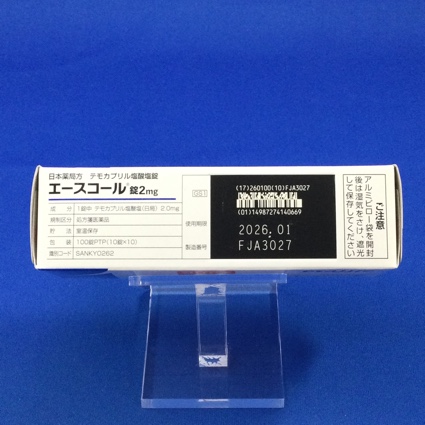 日本薬局方 テモカプリル塩酸塩錠
エースコール®錠2mg
成分 1錠中 テモカプリル塩酸塩(日局) 2.0mg
規制区分 処方箋医薬品
貯法 室温保存
包装 100錠PTP(10錠×10)
識別コード SANKYO262
GS1
使用期限
製造番号
(17)260100(10)FJA3027
(01)14987274140669
2026.01
FJA3027
ご注意
アルミピロー袋を開封
後は湿気をさけ、遮光
して保存してください